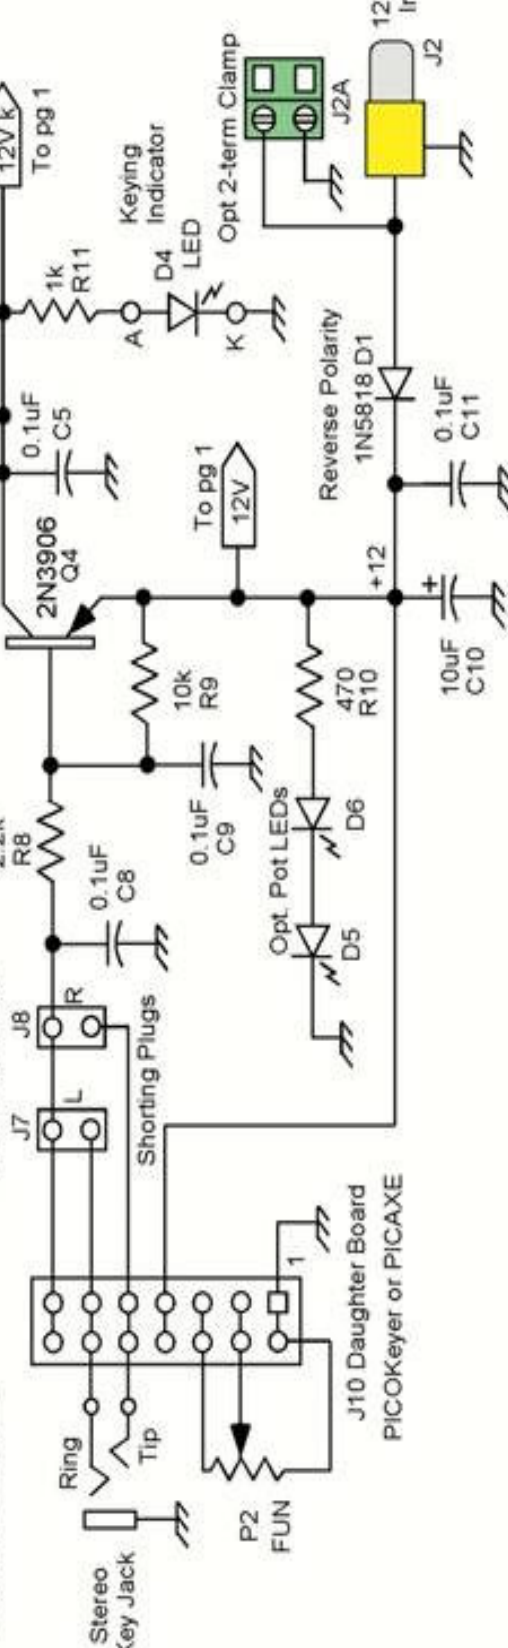 12V k
To pg 1
1k
R11
Keying
Indicator
D4
LED
A
K
Opt 2-term Clamp
J2A
12
J2
0.1uF
C5
2N3906
Q4
To pg 1
12V
Reverse Polarity
1N5818 D1
0.1uF
C11
+12
+
10uF
C10
10k
R9
470
R10
0.1uF
C9
Opt. Pot LEDs
D6
D5
R8
0.1uF
C8
J8
R
J7
L
Shorting Plugs
1
J10 Daughter Board
PICOKeyer or PICAXE
Ring
Tip
P2
FUN
Stereo
Key Jack